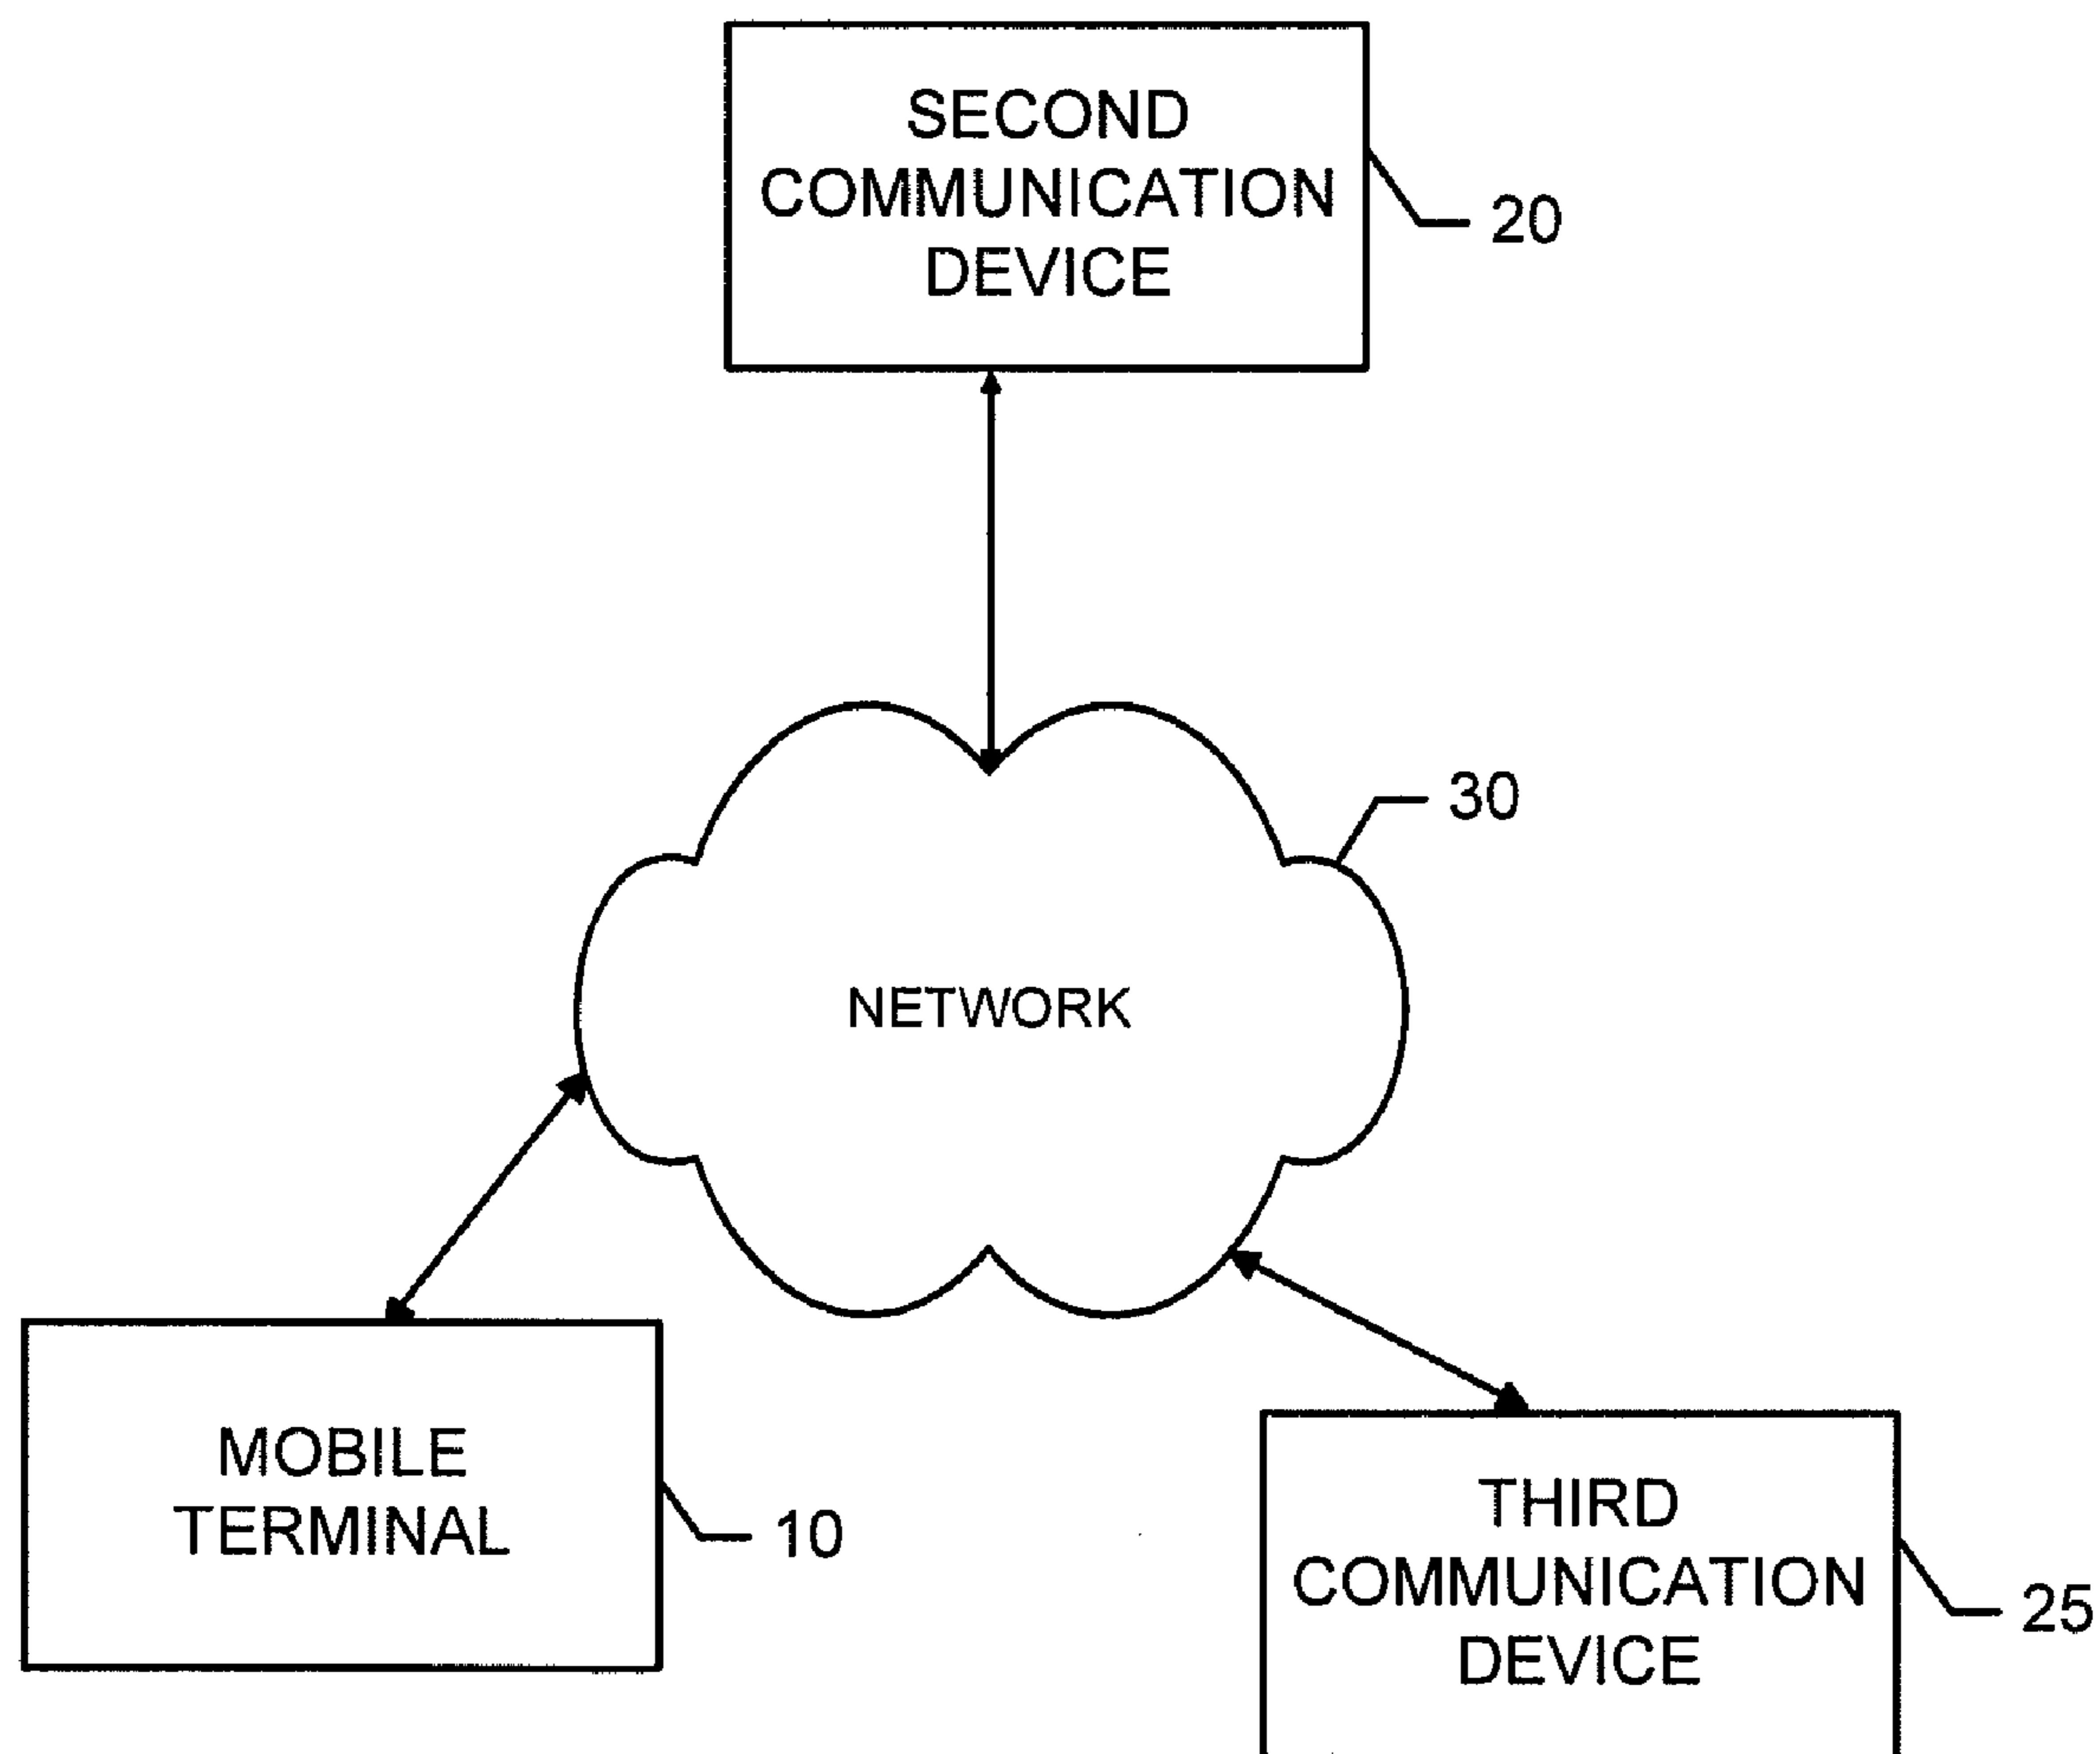 SECOND
COMMUNICATION
DEVICE
20
30
NETWORK
MOBILE
TERMINAL
10
THIRD
COMMUNICATION
DEVICE
25